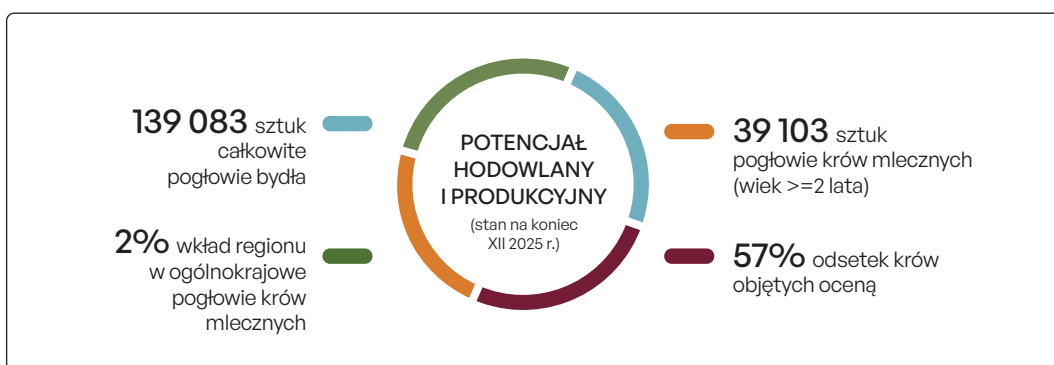 139 083 sztuk
całkowite
pogłowie bydła
2% wkład regionu
w ogólnokrajowe
pogłowie krów
mlecznych
POTENCJAŁ
HODOWLANY
I PRODUKCYJNY
(stan na koniec
XII 2025 r.)
39 103 sztuk
pogłowie krów mlecznych
(wiek >=2 lata)
57% odsetek krów
objętych oceną